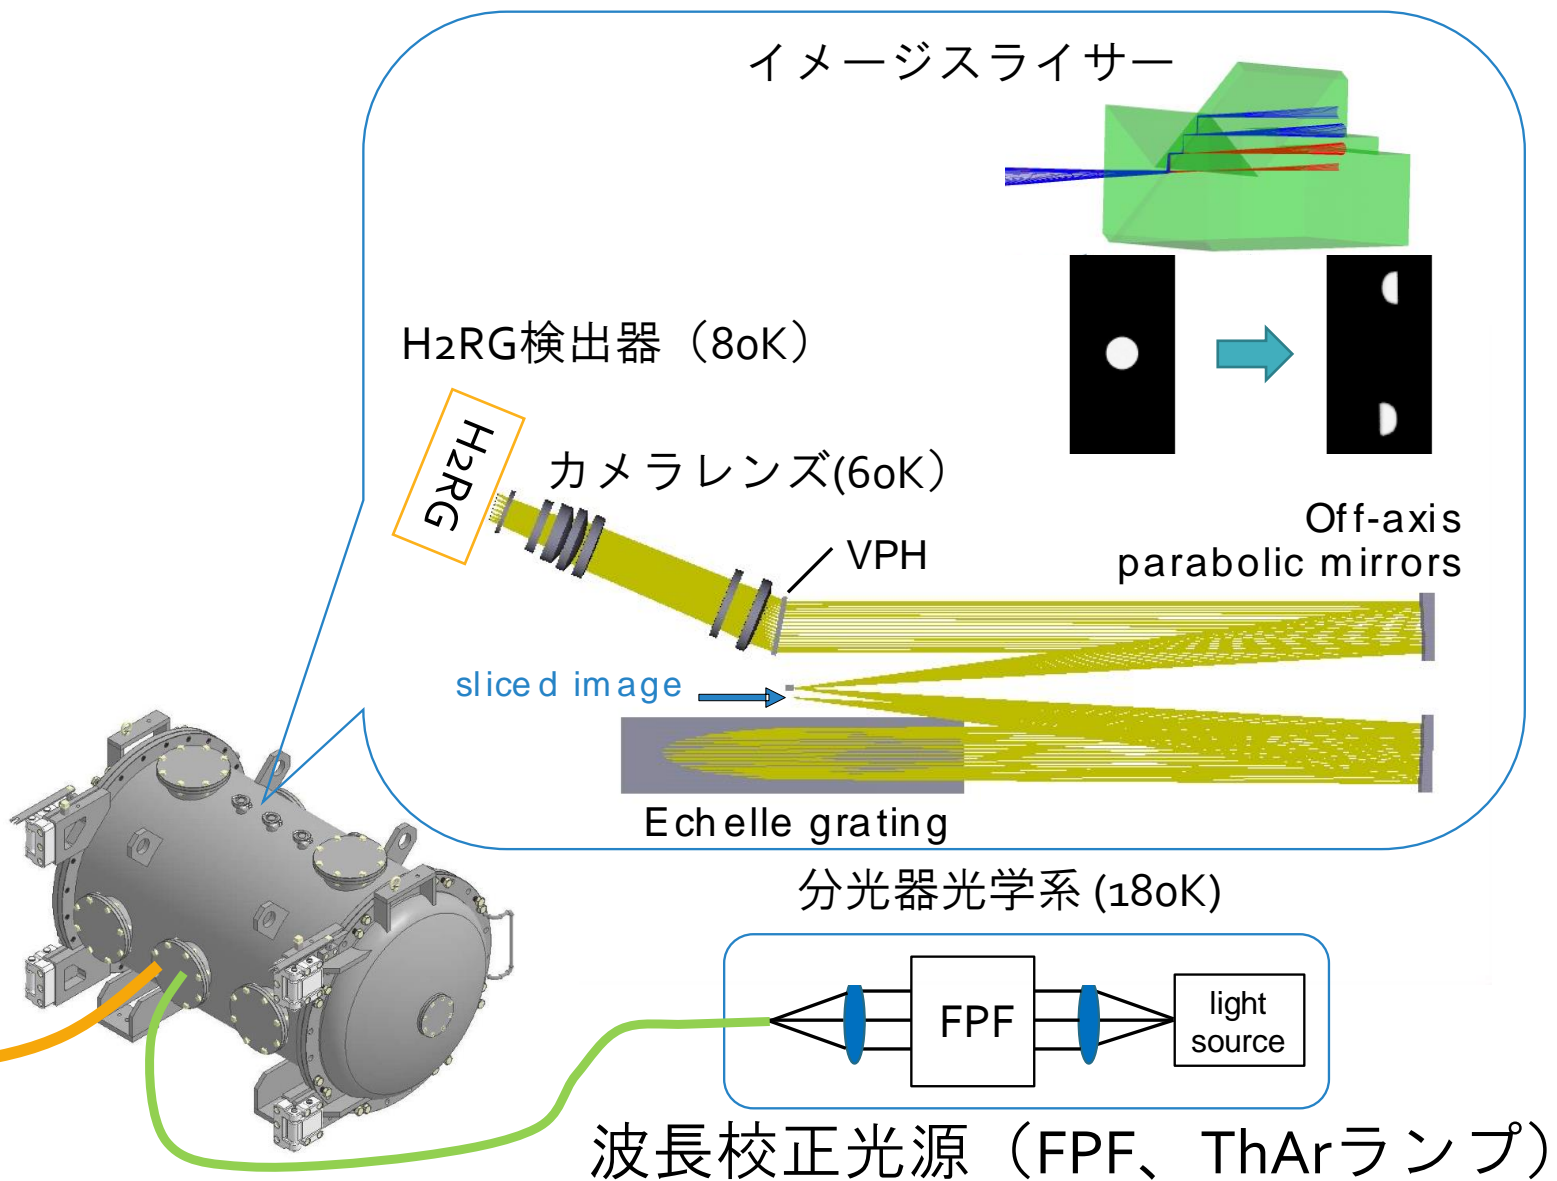 イメージスライサー
H2RG検出器（80K）
H2RG
カメラレンズ(60K）
VPH
Off-axis
parabolic mirrors
sliced image
Echelle grating
分光器光学系 (180K)
FPF
light
source
波長校正光源（FPF、ThArランプ）